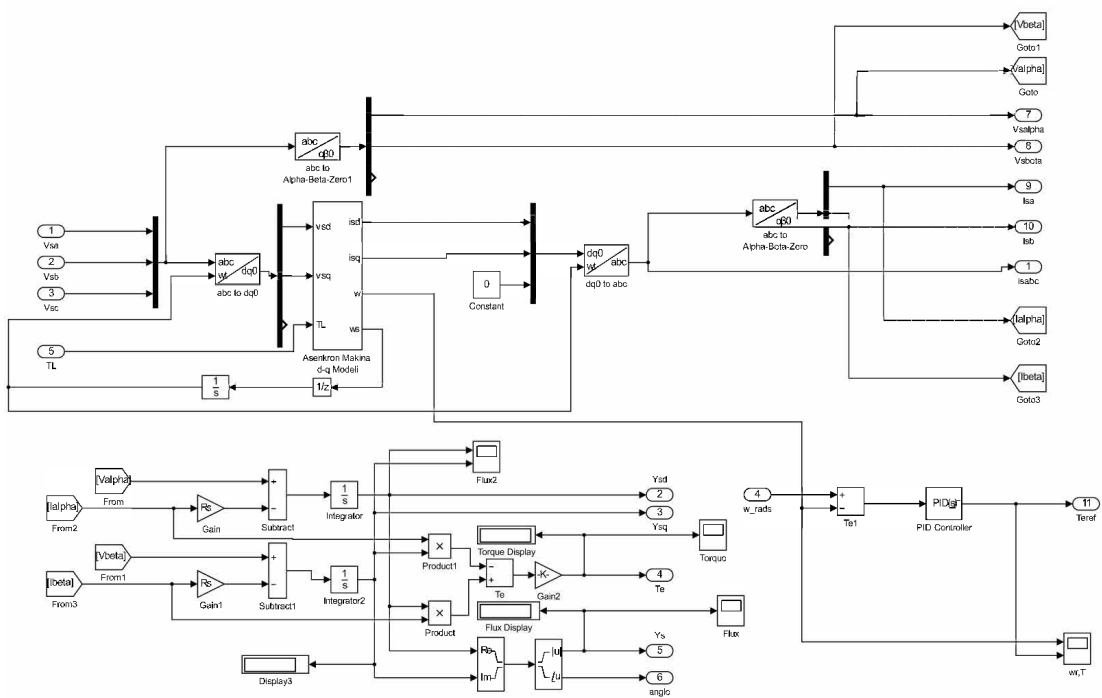 [Vbeta]
Goto1
[Valpha]
Goto
7
Vsalpha
6
Vsbeta
abc
αβ0
abc to
Alpha-Beta-Zero1
9
Isa
abc
αβ0
abc to
Alpha-Beta-Zero
10
Isb
1
isabc
1
Vsa
2
Vsb
3
Vsc
abc
wt
dq0
abc to dq0
vsd
vsq
TL
isd
isq
w
ws
Asenkron Makina
d-q Modeli
0
Constant
dq0
wt
abc
dq0 to abc
5
TL
1
s
1/z
[Ialpha]
Goto2
[Ibeta]
Goto3
[Valpha]
From
[Ialpha]
From2
Rs
Gain
+
−
Subtract
1
s
Integrator
Flux2
Ysd
2
3
Ysq
[Vbeta]
From1
[Ibeta]
From3
Rs
Gain1
+
−
Subtract1
1
s
Integrator2
×
Product1
×
Product
Torque Display
−
+
Te
-K-
Gain2
Torque
4
Te
Flux Display
Flux
Display3
Re
Im
|u|
∠u
Ys
5
6
angle
4
w_rads
+
−
Te1
PID(s)
PID Controller
11
Teref
wr,T